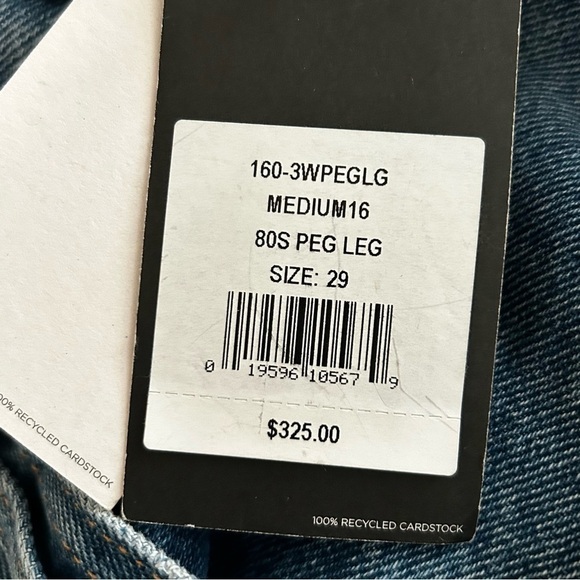 160-3WPEGLG
MEDIUM16
80S PEG LEG
SIZE: 29
0 19596 10567 9
$325.00
100% RECYCLED CARDSTOCK
00% RECYCLED CARDSTOCK